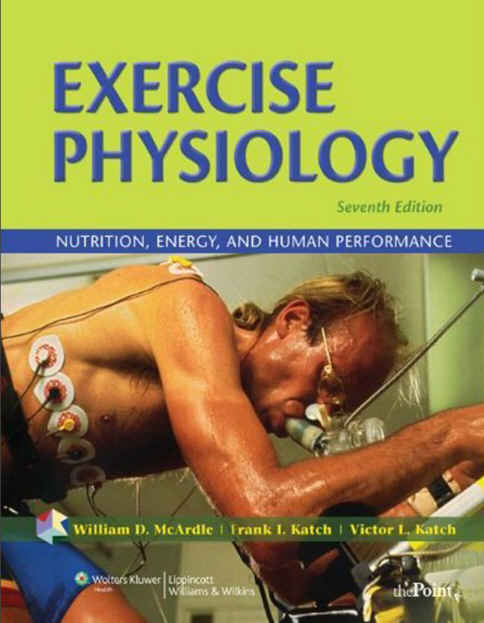 EXERCISE
PHYSIOLOGY
Seventh Edition
NUTRITION, ENERGY, AND HUMAN PERFORMANCE
William D. McArdle | Frank I. Katch | Victor L. Katch
Wolters Kluwer | Lippincott
Health Williams & Wilkins
thePoint